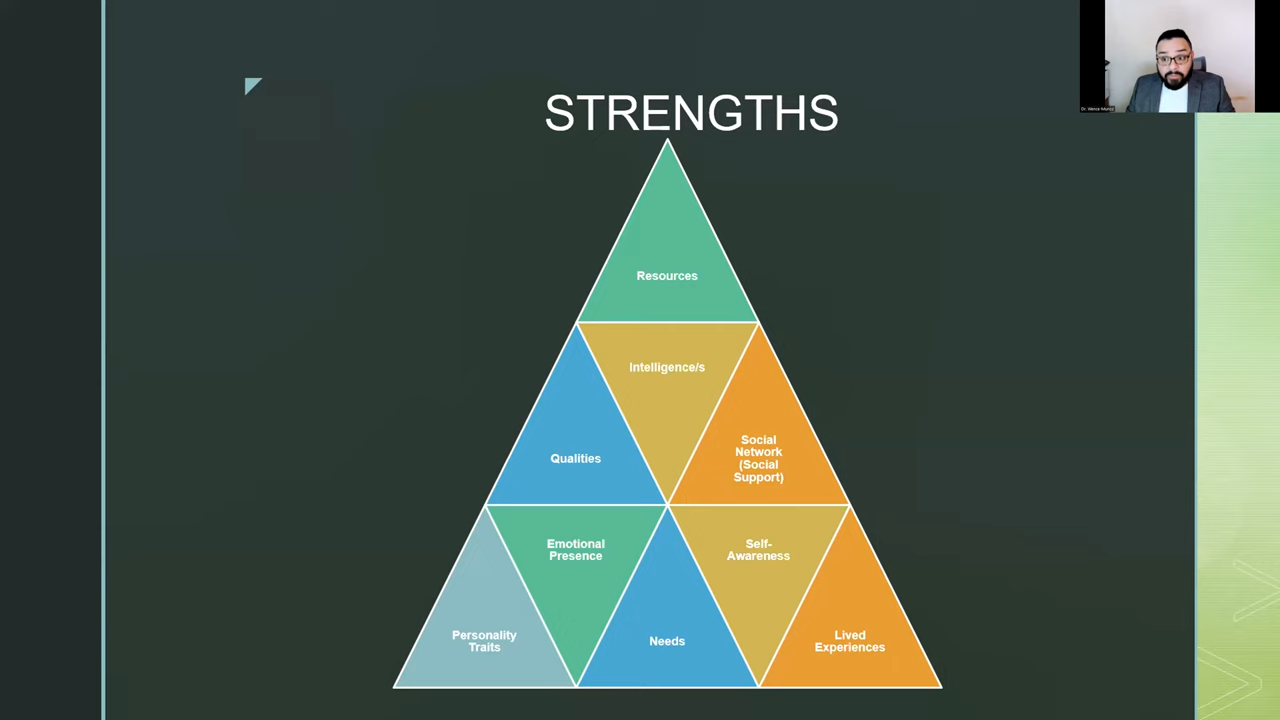 STRENGTHS
Resources
Intelligence/s
Qualities
Social
Network
(Social
Support)
Emotional
Presence
Self-
Awareness
Personality
Traits
Needs
Lived
Experiences